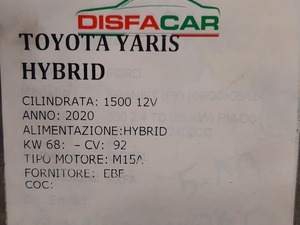 DISFACAR
TOYOTA YARIS
HYBRID
CILINDRATA: 1500 12V
ANNO: 2020
ALIMENTAZIONE:HYBRID
KW 68: - CV: 92
TIPO MOTORE: M15A
FORNITORE: EBF
COC: